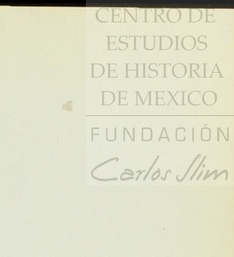 CENTRO DE
ESTUDIOS
DE HISTORIA
DE MEXICO
FUNDACIÓN
Carlos Slim